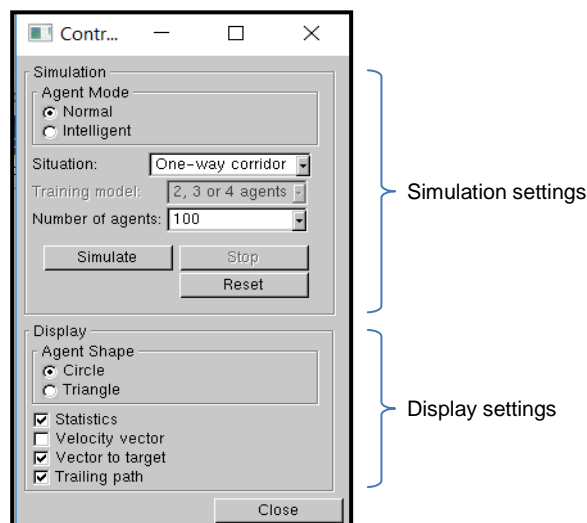 Contr...
Simulation
Agent Mode
Normal
Intelligent
Situation: One-way corridor
Training model: 2, 3 or 4 agents
Number of agents: 100
Simulate Stop
Reset
Simulation settings
Display
Agent Shape
Circle
Triangle
Statistics
Velocity vector
Vector to target
Trailing path
Display settings
Close